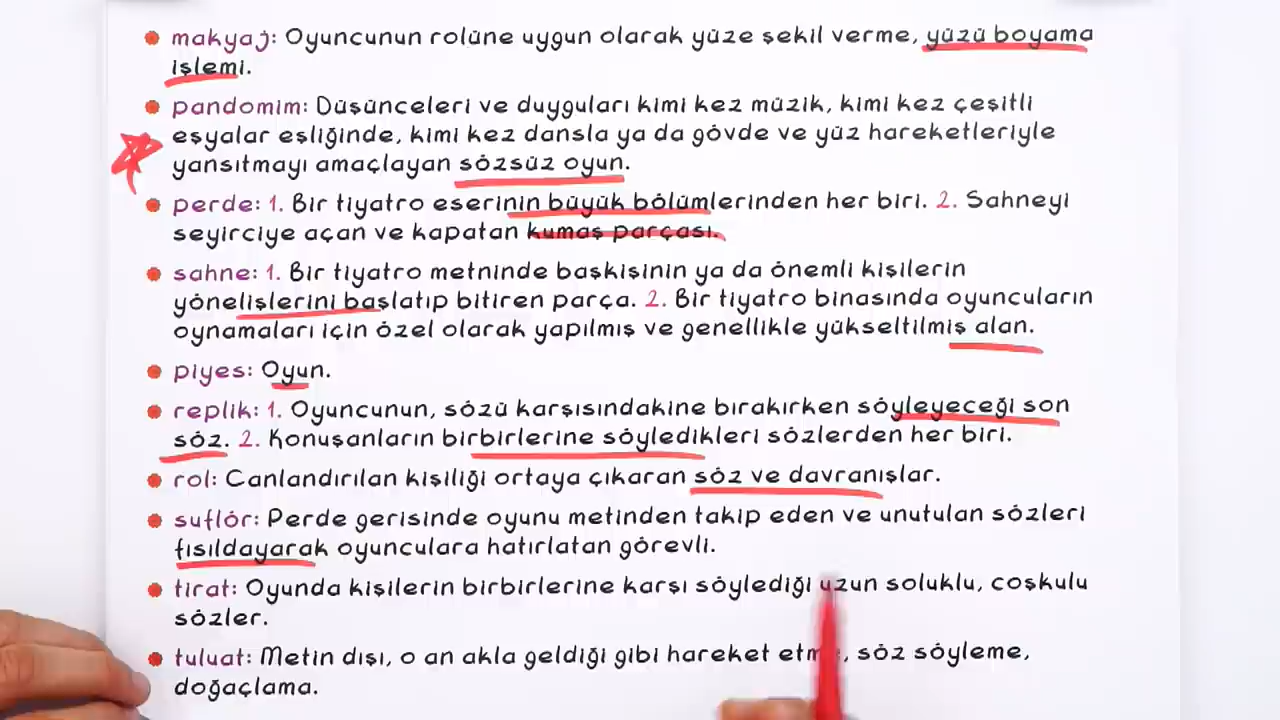 makyaj: Oyuncunun rolüne uygun olarak yüze şekil verme, yüzü boyama
işlemi.
pandomim: Düşünceleri ve duyguları kimi kez müzik, kimi kez çeşitli
eşyalar eşliğinde, kimi kez dansla ya da gövde ve yüz hareketleriyle
yansıtmayı amaçlayan sözsüz oyun.
perde: 1. Bir tiyatro eserinin büyük bölümlerinden her biri. 2. Sahneyi
seyirciye açan ve kapatan kumaş parçası.
sahne: 1. Bir tiyatro metninde başkişinin ya da önemli kişilerin
yönelişlerini başlatıp bitiren parça. 2. Bir tiyatro binasında oyuncuların
oynamaları için özel olarak yapılmış ve genellikle yükseltilmiş alan.
piyes: Oyun.
replik: 1. Oyuncunun, sözü karşısındakine bırakırken söyleyeceği son
söz. 2. Konuşanların birbirlerine söyledikleri sözlerden her biri.
rol: Canlandırılan kişiliği ortaya çıkaran söz ve davranışlar.
suflör: Perde gerisinde oyunu metinden takip eden ve unutulan sözleri
fısıldayarak oyunculara hatırlatan görevli.
tirat: Oyunda kişilerin birbirlerine karşı söylediği uzun soluklu, coşkulu
sözler.
tuluat: Metin dışı, o an akla geldiği gibi hareket etme, söz söyleme,
doğaçlama.